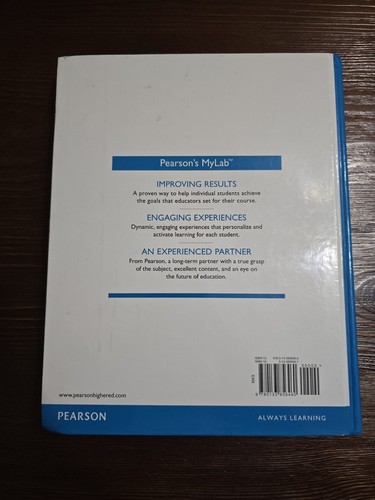 Pearson's MyLab™
IMPROVING RESULTS
A proven way to help individual students achieve
the goals that educators set for their course.
ENGAGING EXPERIENCES
Dynamic, engaging experiences that personalize and
activate learning for each student.
AN EXPERIENCED PARTNER
From Pearson, a long-term partner with a true grasp
of the subject, excellent content, and an eye on
the future of education.
www.pearsonhighered.com
PEARSON
ALWAYS LEARNING